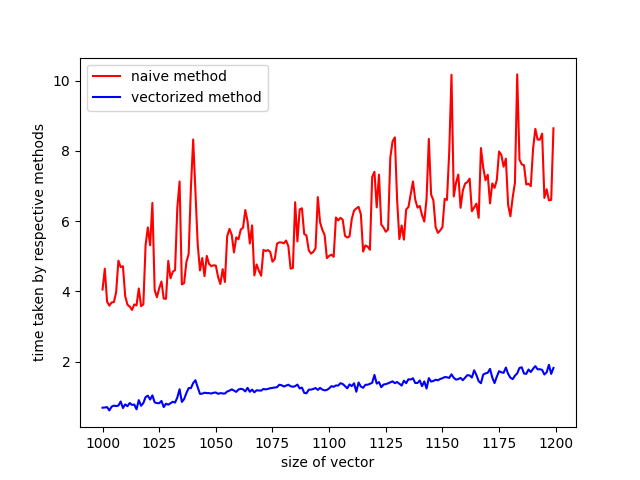 naive method
vectorized method
10
8
6
4
2
time taken by respective methods
1000 1025 1050 1075 1100 1125 1150 1175 1200
size of vector